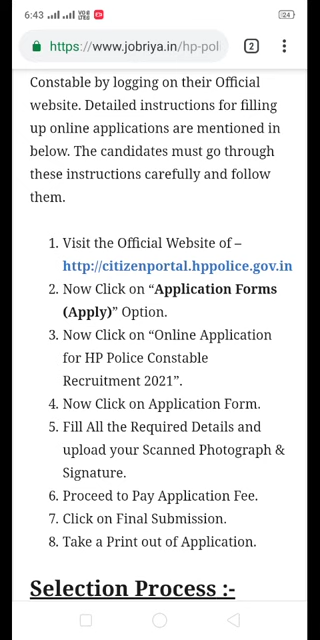 6:43
24
https://www.jobriya.in/hp-pol
2
Constable by logging on their Official
website. Detailed instructions for filling
up online applications are mentioned in
below. The candidates must go through
these instructions carefully and follow
them.
1. Visit the Official Website of –
http://citizenportal.hppolice.gov.in
2. Now Click on “Application Forms
(Apply)” Option.
3. Now Click on “Online Application
for HP Police Constable
Recruitment 2021”.
4. Now Click on Application Form.
5. Fill All the Required Details and
upload your Scanned Photograph &
Signature.
6. Proceed to Pay Application Fee.
7. Click on Final Submission.
8. Take a Print out of Application.
Selection Process :-